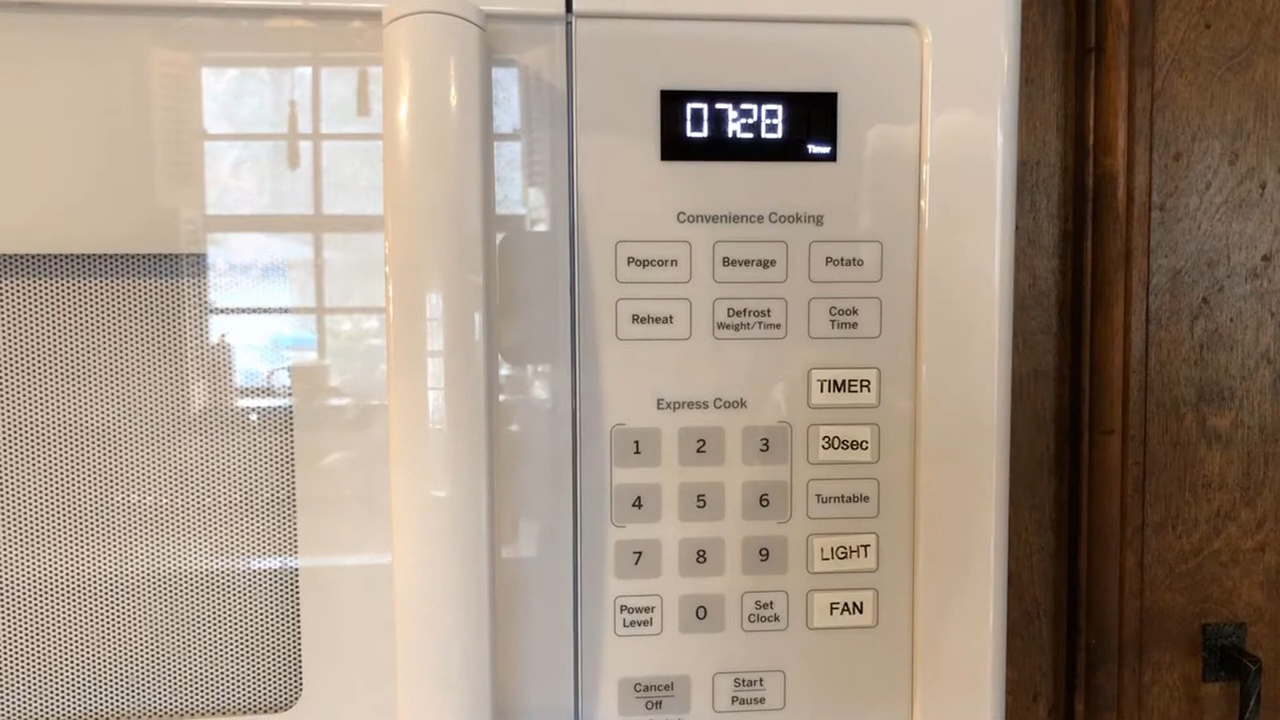 07:28
Timer
Convenience Cooking
Popcorn
Beverage
Potato
Reheat
Defrost
Weight/Time
Cook
Time
TIMER
Express Cook
1
2
3
30sec
4
5
6
Turntable
7
8
9
LIGHT
Power
Level
0
Set
Clock
FAN
Cancel
Off
Start
Pause